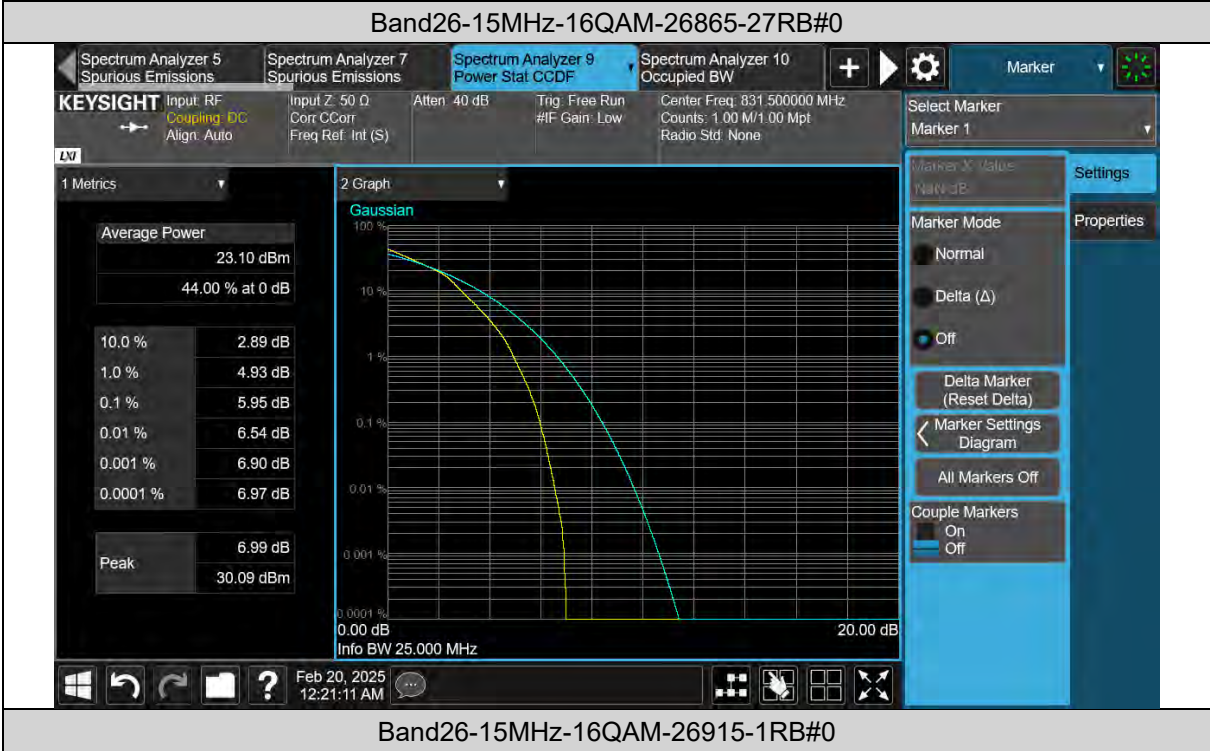 Band26-15MHz-16QAM-26865-27RB#0
Spectrum Analyzer 5
Spurious Emissions
Spectrum Analyzer 7
Spurious Emissions
Spectrum Analyzer 9
Power Stat CCDF
Spectrum Analyzer 10
Occupied BW
+
Marker
KEYSIGHT
Input: RF
Coupling: DC
Align: Auto
Input Z: 50 Ω
Corr CCorr
Freq Ref: Int (S)
Atten: 40 dB
Trig: Free Run
#IF Gain: Low
Center Freq: 831.500000 MHz
Counts: 1.00 M/1.00 Mpt
Radio Std: None
LXI
Select Marker
Marker 1
Marker X Value
NaN dB
Settings
Properties
Marker Mode
Normal
Delta (Δ)
Off
Delta Marker
(Reset Delta)
Marker Settings
Diagram
All Markers Off
Couple Markers
On
Off
1 Metrics
Average Power
23.10 dBm
44.00 % at 0 dB
10.0 % 2.89 dB
1.0 % 4.93 dB
0.1 % 5.95 dB
0.01 % 6.54 dB
0.001 % 6.90 dB
0.0001 % 6.97 dB
Peak
6.99 dB
30.09 dBm
2 Graph
Gaussian
100 %
10 %
1 %
0.1 %
0.01 %
0.001 %
0.0001 %
0.00 dB
20.00 dB
Info BW 25.000 MHz
?
Feb 20, 2025
12:21:11 AM
Band26-15MHz-16QAM-26915-1RB#0